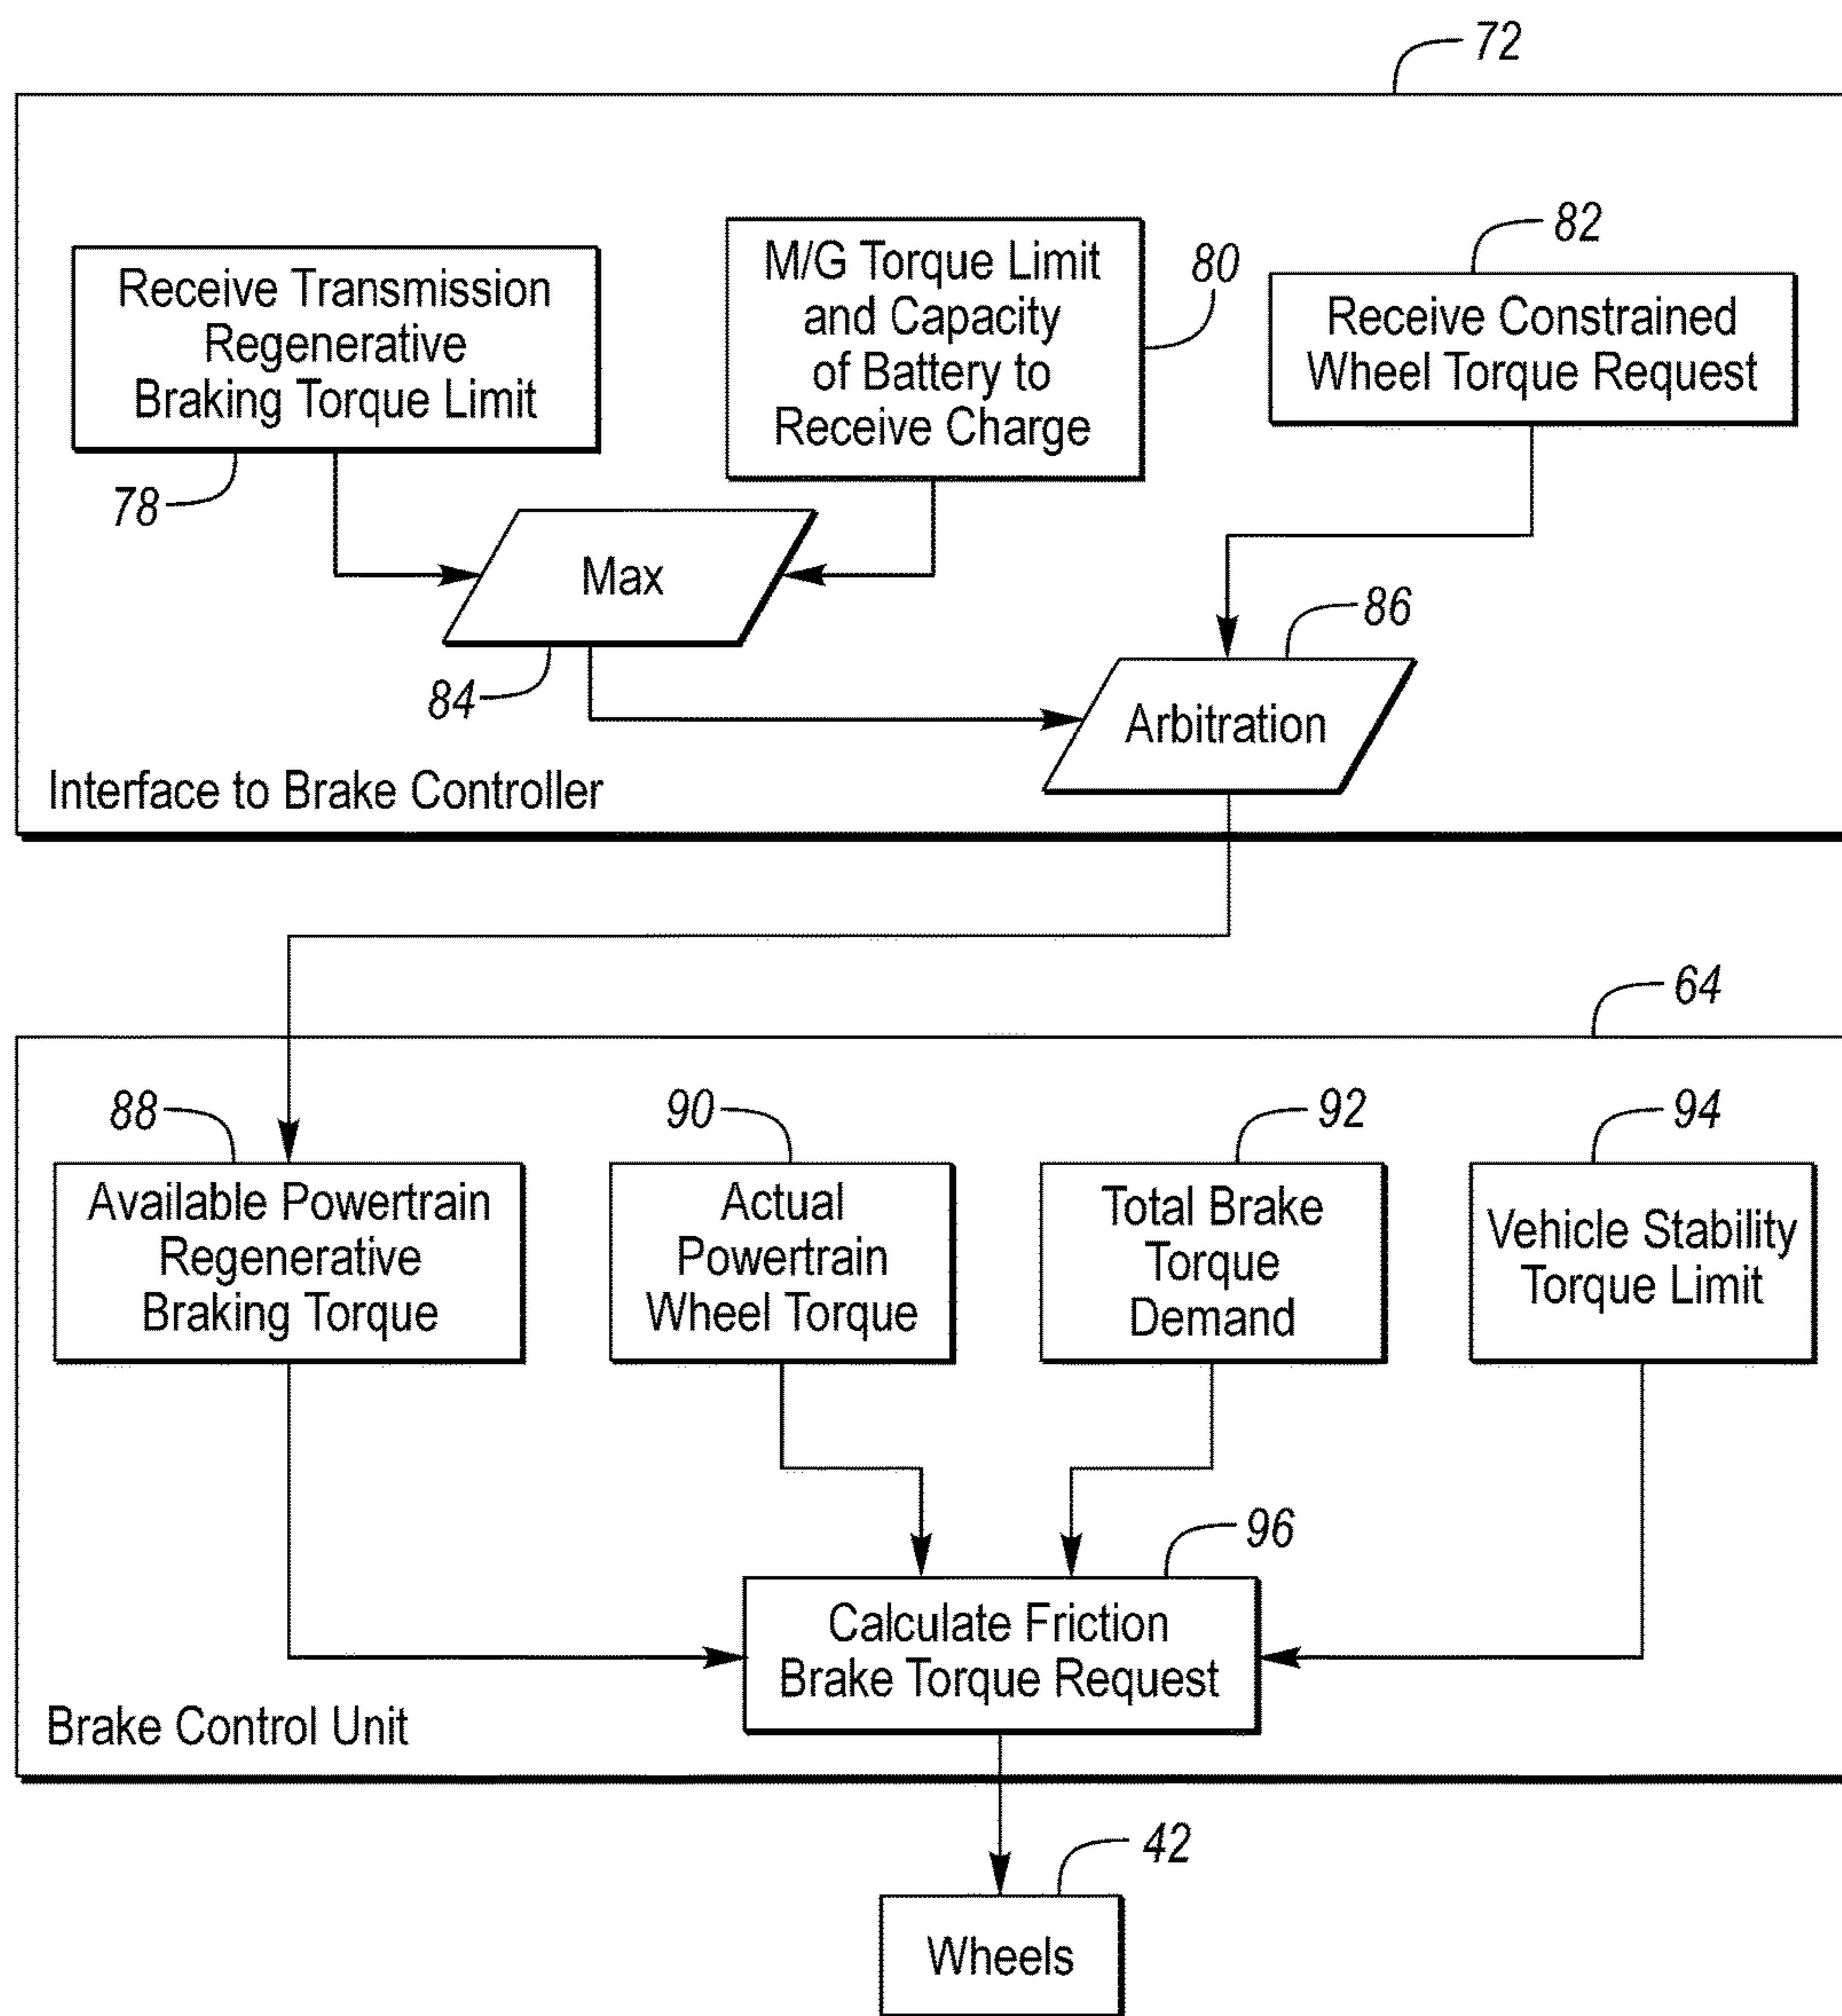 72
Receive Transmission
Regenerative
Braking Torque Limit
78
M/G Torque Limit
and Capacity
of Battery to
Receive Charge
80
82
Receive Constrained
Wheel Torque Request
Max
84
86
Arbitration
Interface to Brake Controller
64
88
Available Powertrain
Regenerative
Braking Torque
90
Actual
Powertrain
Wheel Torque
92
Total Brake
Torque
Demand
94
Vehicle Stability
Torque Limit
96
Calculate Friction
Brake Torque Request
Brake Control Unit
42
Wheels